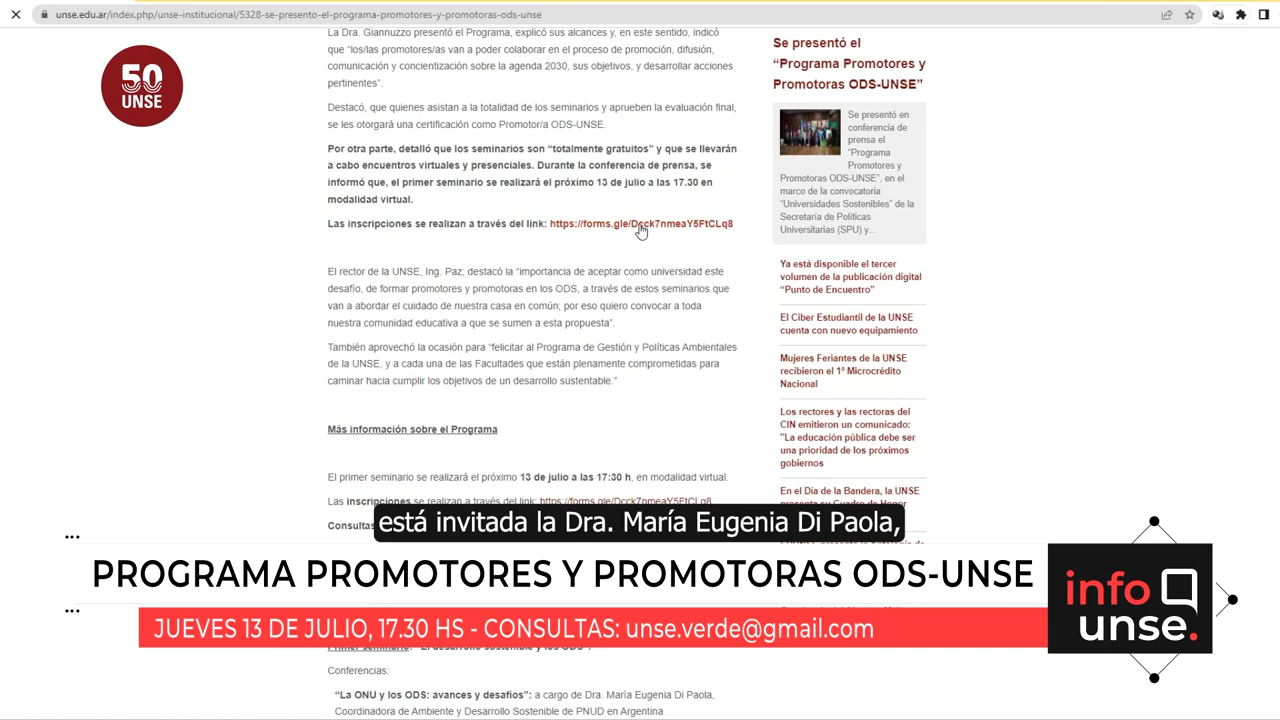 unse.edu.ar/index.php/unse-institucional/5328-se-presento-el-programa-promotores-y-promotoras-ods-unse
50
UNSE
La Dra. Giannuzzo presentó el Programa, explicó sus alcances y, en este sentido, indicó
que “los/las promotores/as van a poder colaborar en el proceso de promoción, difusión,
comunicación y concientización sobre la agenda 2030, sus objetivos, y desarrollar acciones
pertinentes”.
Destacó, que quienes asistan a la totalidad de los seminarios y aprueben la evaluación final,
se les otorgará una certificación como Promotor/a ODS-UNSE.
Por otra parte, detalló que los seminarios son “totalmente gratuitos” y que se llevarán
a cabo encuentros virtuales y presenciales. Durante la conferencia de prensa, se
informó que, el primer seminario se realizará el próximo 13 de julio a las 17.30 en
modalidad virtual.
Las inscripciones se realizan a través del link: https://forms.gle/Dcck7nmeaY5FtCLq8
El rector de la UNSE, Ing. Paz; destacó la “importancia de aceptar como universidad este
desafío, de formar promotores y promotoras en los ODS, a través de estos seminarios que
van a abordar el cuidado de nuestra casa en común; por eso quiero convocar a toda
nuestra comunidad educativa a que se sumen a esta propuesta”.
También aprovechó la ocasión para “felicitar al Programa de Gestión y Políticas Ambientales
de la UNSE, y a cada una de las Facultades que están plenamente comprometidas para
caminar hacia cumplir los objetivos de un desarrollo sustentable.”
Más información sobre el Programa
El primer seminario se realizará el próximo 13 de julio a las 17:30 h, en modalidad virtual.
Las inscripciones se realizan a través del link: https://forms.gle/Dcck7nmeaY5FtCLq8
Consultas
Primer seminario: “El desarrollo sostenible y los ODS”.
Conferencias:
“La ONU y los ODS: avances y desafíos”: a cargo de Dra. María Eugenia Di Paola,
Coordinadora de Ambiente y Desarrollo Sostenible de PNUD en Argentina
Se presentó el
“Programa Promotores y
Promotoras ODS-UNSE”
Se presentó en
conferencia de
prensa el
“Programa
Promotores y
Promotoras ODS-UNSE”, en el
marco de la convocatoria
“Universidades Sostenibles” de la
Secretaría de Políticas
Universitarias (SPU) y...
Ya está disponible el tercer
volumen de la publicación digital
“Punto de Encuentro”
El Ciber Estudiantil de la UNSE
cuenta con nuevo equipamiento
Mujeres Feriantes de la UNSE
recibieron el 1º Microcrédito
Nacional
Los rectores y las rectoras del
CIN emitieron un comunicado:
"La educación pública debe ser
una prioridad de los próximos
gobiernos
En el Día de la Bandera, la UNSE
presenta su Cuadro de Honor
está invitada la Dra. María Eugenia Di Paola,
PROGRAMA PROMOTORES Y PROMOTORAS ODS-UNSE
JUEVES 13 DE JULIO, 17.30 HS - CONSULTAS: unse.verde@gmail.com
info
unse.